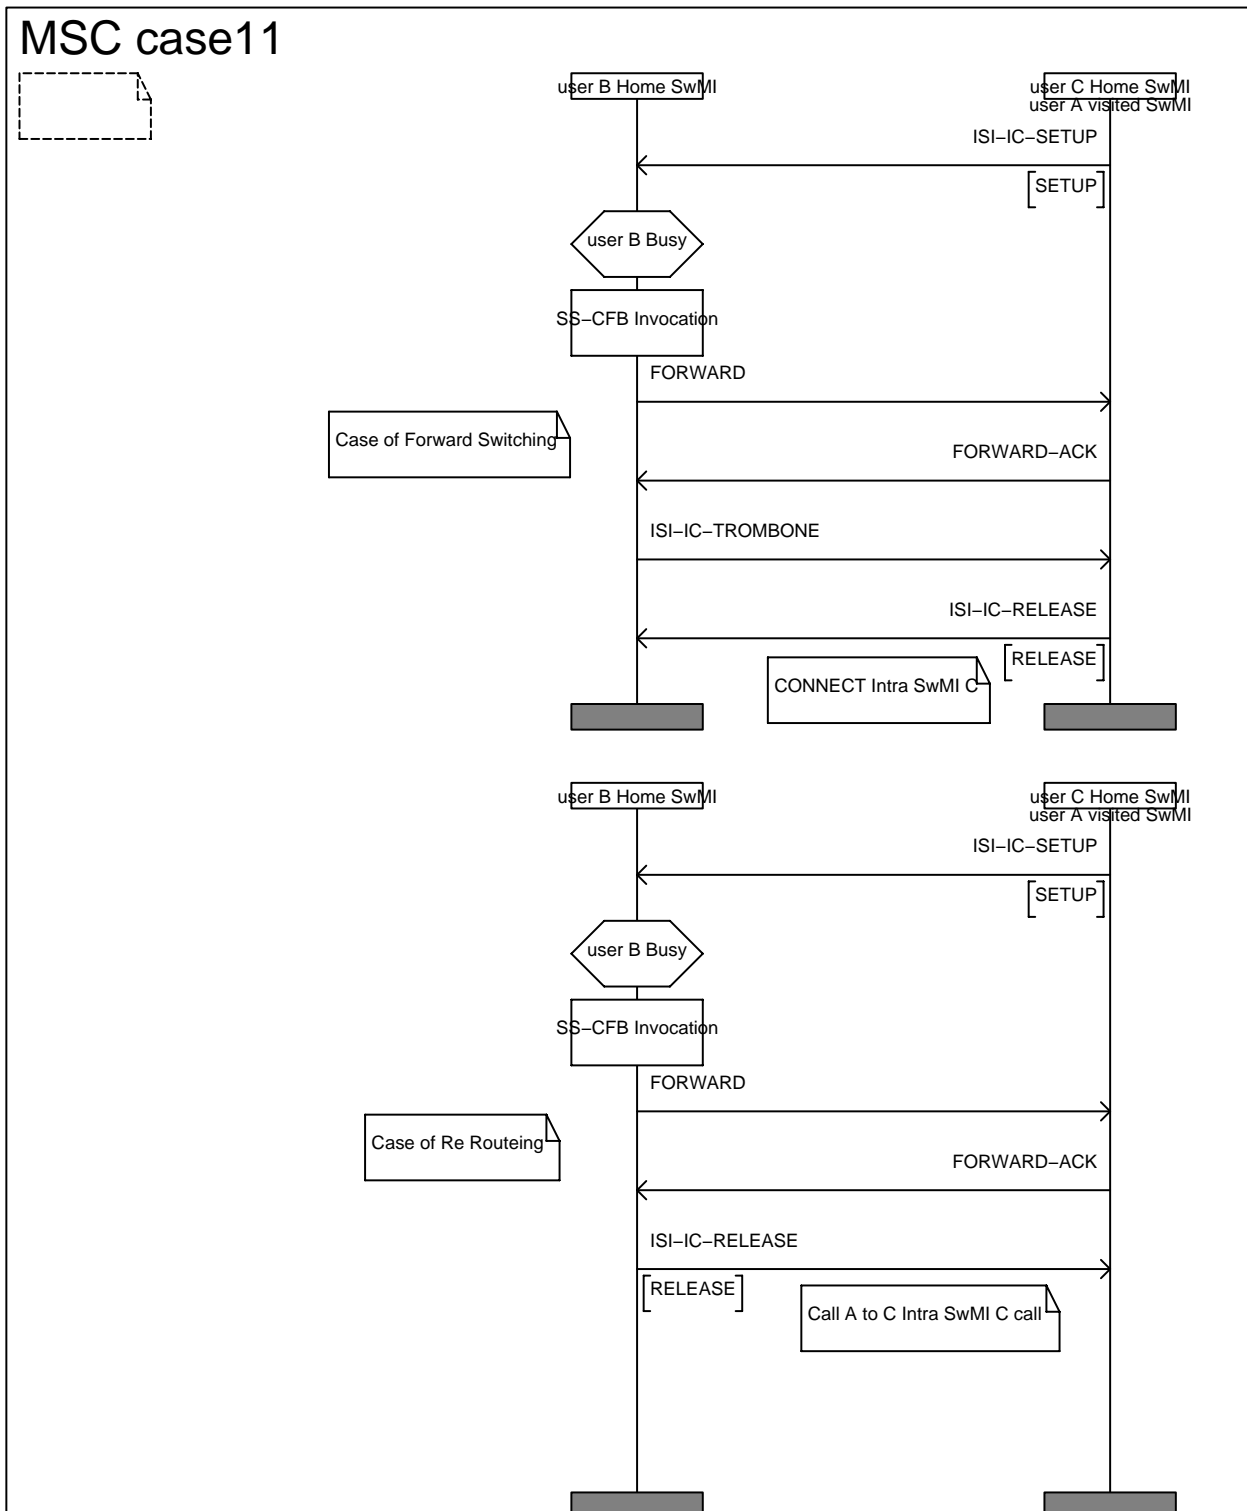 MSC case11
user B Home SwMI
user C Home SwMI
user A visited SwMI
ISI−IC−SETUP
SETUP
user B Busy
SS−CFB Invocation
FORWARD
Case of Forward Switching
FORWARD−ACK
ISI−IC−TROMBONE
ISI−IC−RELEASE
RELEASE
CONNECT Intra SwMI C
user B Home SwMI
user C Home SwMI
user A visited SwMI
ISI−IC−SETUP
SETUP
user B Busy
SS−CFB Invocation
FORWARD
Case of Re Routeing
FORWARD−ACK
ISI−IC−RELEASE
RELEASE
Call A to C Intra SwMI C call